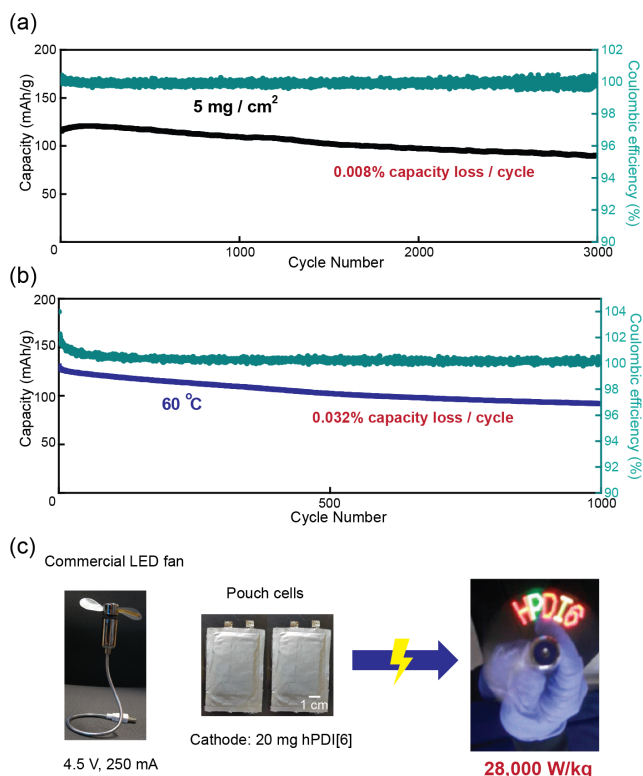 (a)
200
150
100
50
0
1000
2000
3000
102
100
98
96
94
92
90
Capacity (mAh/g)
Coulombic efficiency (%)
Cycle Number
5 mg / cm²
0.008% capacity loss / cycle
(b)
200
150
100
50
0
500
1000
104
102
100
98
96
94
92
90
Capacity (mAh/g)
Coulombic efficiency (%)
Cycle Number
60 °C
0.032% capacity loss / cycle
(c)
Commercial LED fan
Pouch cells
1 cm
HPDI6
Cathode: 20 mg hPDI[6]
4.5 V, 250 mA
28,000 W/kg